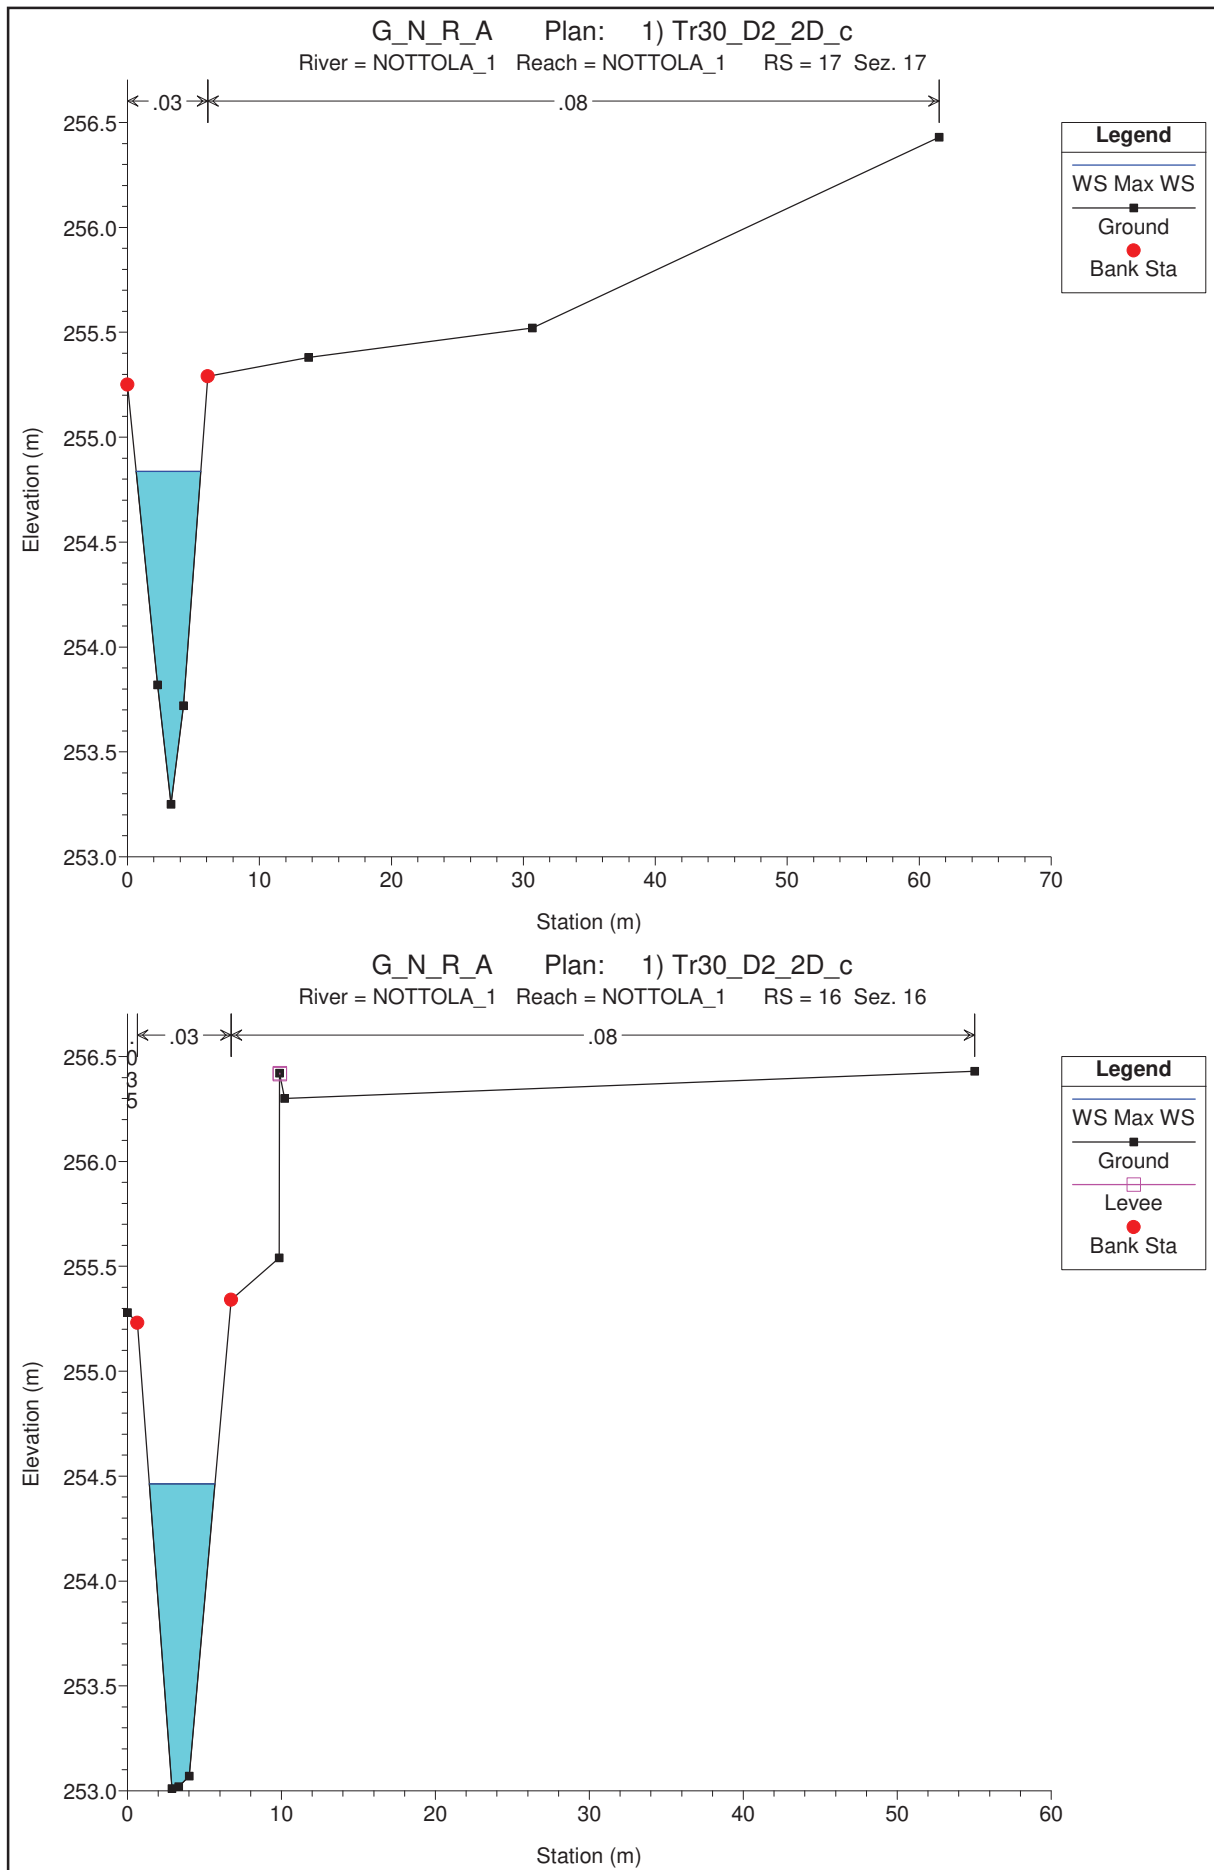 G_N_R_A Plan: 1) Tr30_D2_2D_c
River = NOTTOLA_1 Reach = NOTTOLA_1 RS = 17 Sez. 17
.03
.08
256.5
256.0
255.5
255.0
254.5
254.0
253.5
253.0
Elevation (m)
0 10 20 30 40 50 60 70
Station (m)
Legend
WS Max WS
Ground
Bank Sta
G_N_R_A Plan: 1) Tr30_D2_2D_c
River = NOTTOLA_1 Reach = NOTTOLA_1 RS = 16 Sez. 16
.035
.03
.08
256.5
256.0
255.5
255.0
254.5
254.0
253.5
253.0
Elevation (m)
0 10 20 30 40 50 60
Station (m)
Legend
WS Max WS
Ground
Levee
Bank Sta